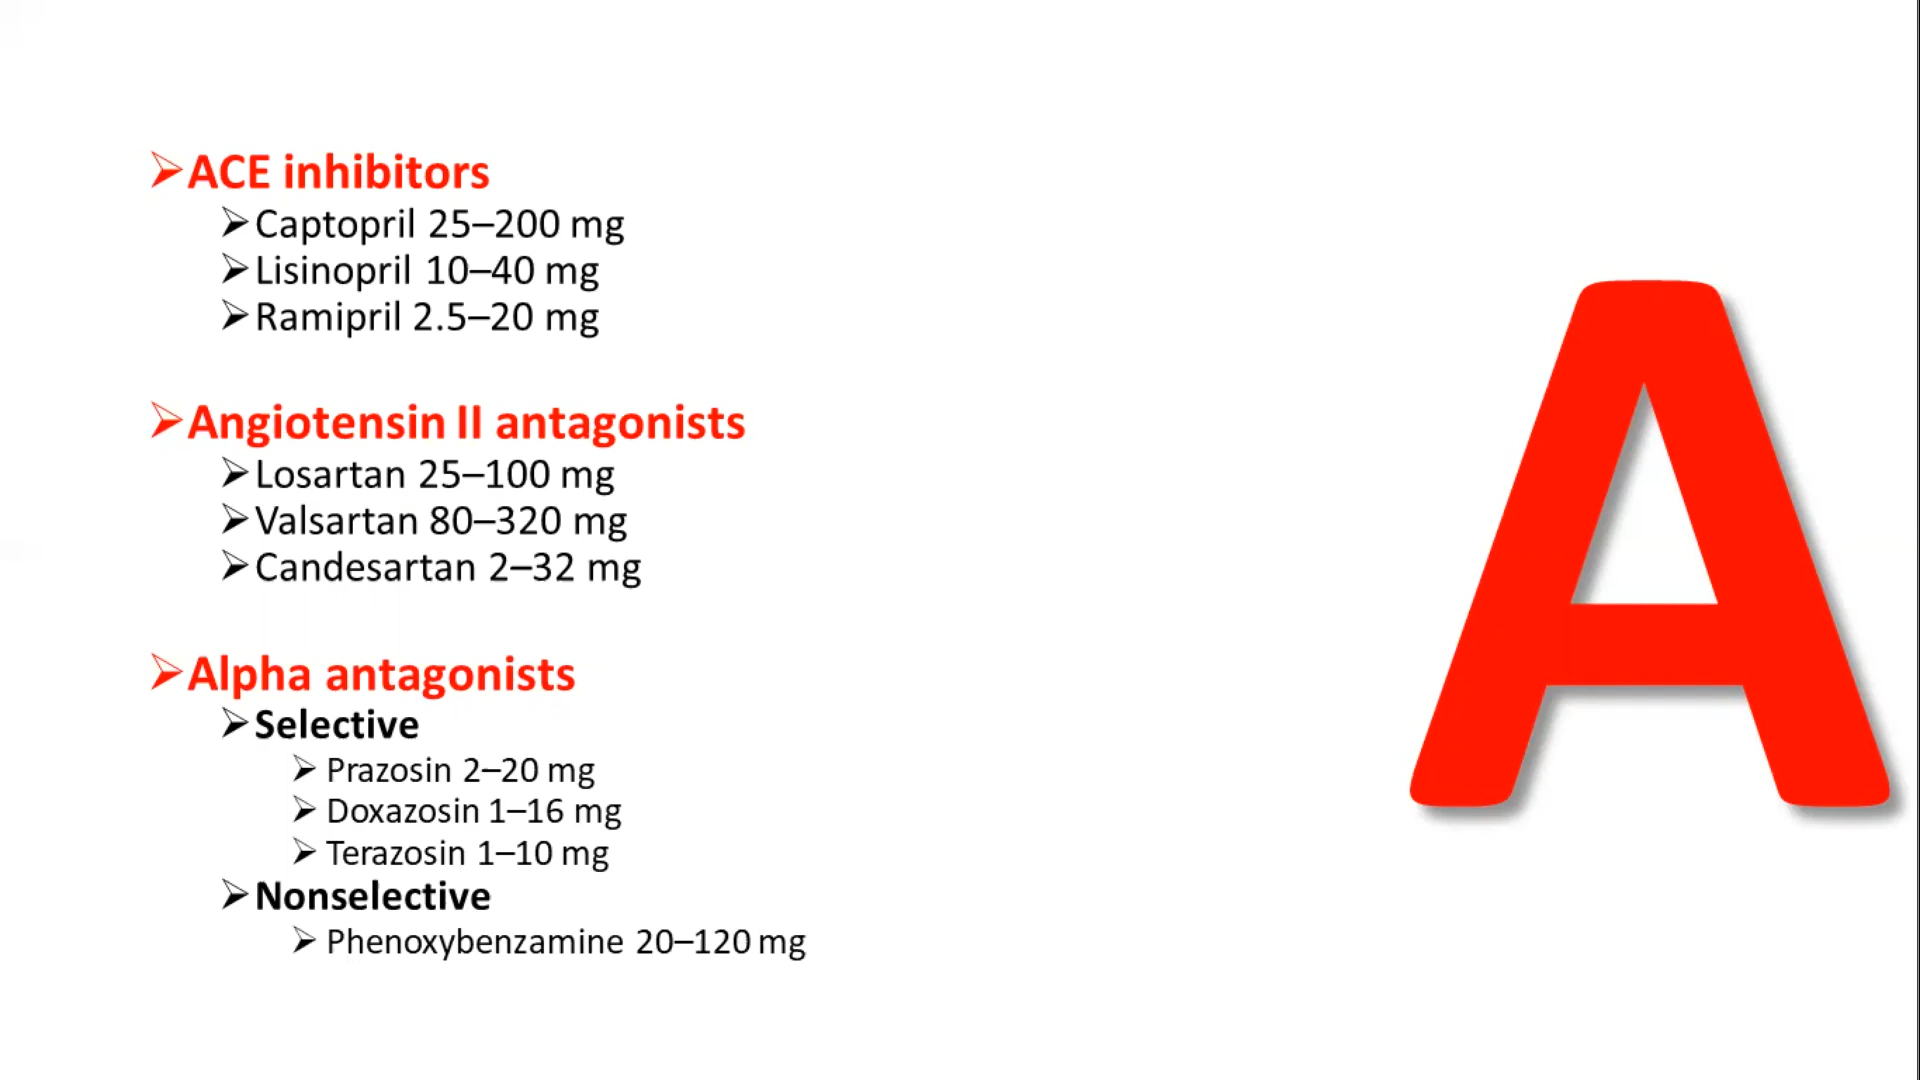 ➢ACE inhibitors
➢Captopril 25–200 mg
➢Lisinopril 10–40 mg
➢Ramipril 2.5–20 mg
➢Angiotensin II antagonists
➢Losartan 25–100 mg
➢Valsartan 80–320 mg
➢Candesartan 2–32 mg
➢Alpha antagonists
➢Selective
➢Prazosin 2–20 mg
➢Doxazosin 1–16 mg
➢Terazosin 1–10 mg
➢Nonselective
➢Phenoxybenzamine 20–120 mg
A